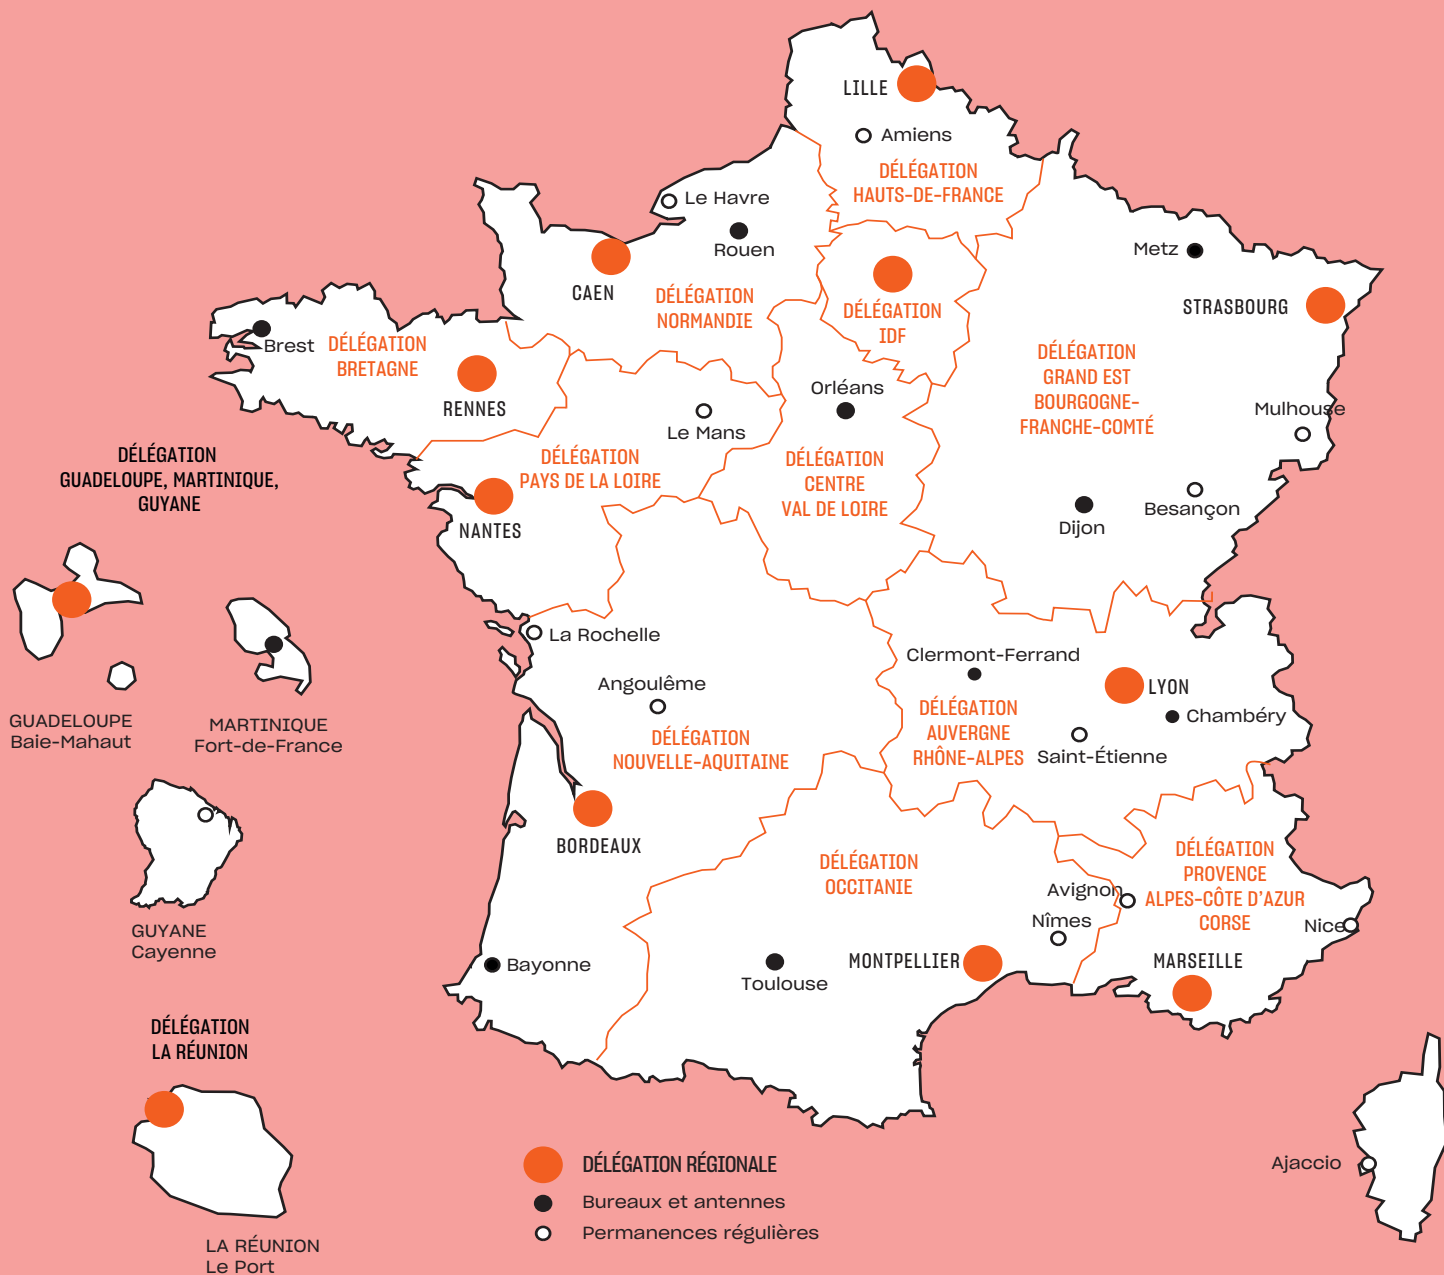 LILLE
Amiens
DÉLÉGATION
HAUTS-DE-FRANCE
Le Havre
Rouen
CAEN
DÉLÉGATION
NORMANDIE
DÉLÉGATION
IDF
Metz
STRASBOURG
DÉLÉGATION
GRAND EST
BOURGOGNE-
FRANCHE-COMTÉ
Mulhouse
Besançon
Dijon
Brest
DÉLÉGATION
BRETAGNE
RENNES
Le Mans
DÉLÉGATION
PAYS DE LA LOIRE
NANTES
Orléans
DÉLÉGATION
CENTRE
VAL DE LOIRE
DÉLÉGATION
GUADELOUPE, MARTINIQUE,
GUYANE
GUADELOUPE
Baie-Mahaut
MARTINIQUE
Fort-de-France
GUYANE
Cayenne
La Rochelle
Angoulême
DÉLÉGATION
NOUVELLE-AQUITAINE
BORDEAUX
Bayonne
Clermont-Ferrand
LYON
Chambéry
DÉLÉGATION
AUVERGNE
RHÔNE-ALPES
Saint-Étienne
DÉLÉGATION
OCCITANIE
Toulouse
MONTPELLIER
Nîmes
Avignon
DÉLÉGATION
PROVENCE
ALPES-CÔTE D'AZUR
CORSE
Nice
MARSEILLE
Ajaccio
DÉLÉGATION
LA RÉUNION
LA RÉUNION
Le Port
DÉLÉGATION RÉGIONALE
Bureaux et antennes
Permanences régulières